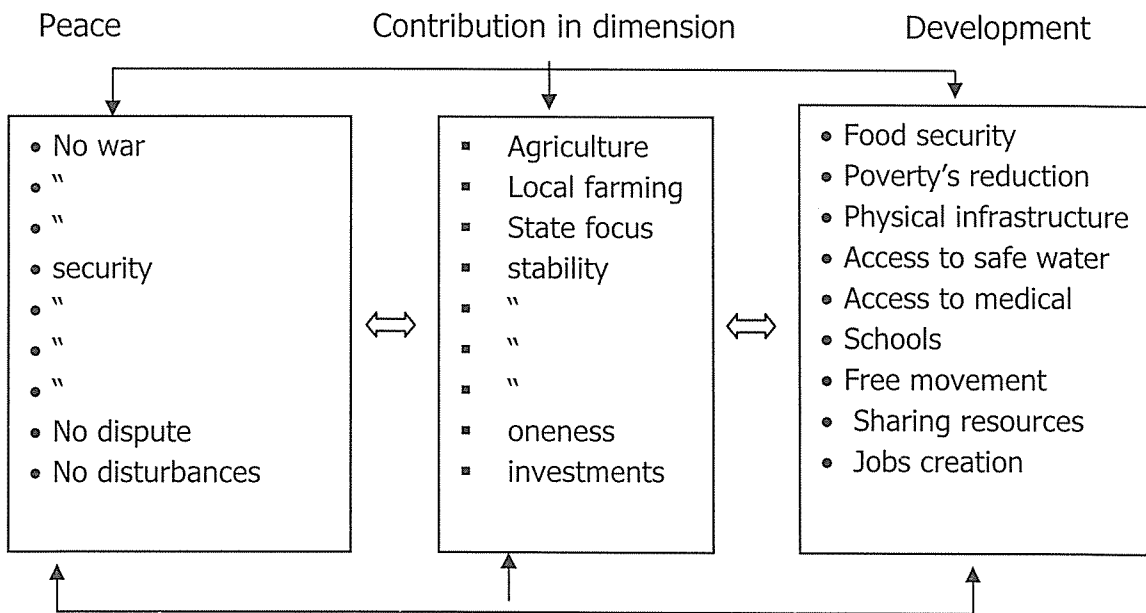 Peace Contribution in dimension Development
• No war
• “
• “
• security
• “
• “
• “
• No dispute
• No disturbances
▪ Agriculture
▪ Local farming
▪ State focus
▪ stability
▪ “
▪ “
▪ “
▪ oneness
▪ investments
• Food security
• Poverty's reduction
• Physical infrastructure
• Access to safe water
• Access to medical
• Schools
• Free movement
• Sharing resources
• Jobs creation